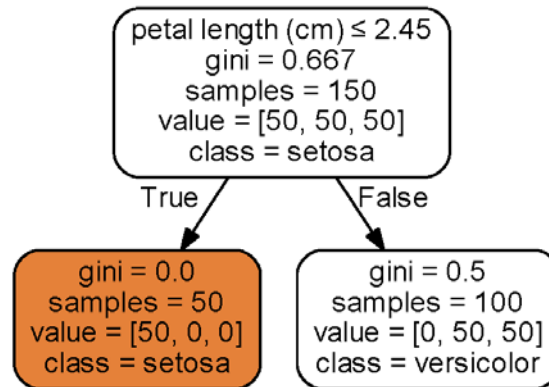 petal length (cm) ≤ 2.45
gini = 0.667
samples = 150
value = [50, 50, 50]
class = setosa
True
False
gini = 0.0
samples = 50
value = [50, 0, 0]
class = setosa
gini = 0.5
samples = 100
value = [0, 50, 50]
class = versicolor